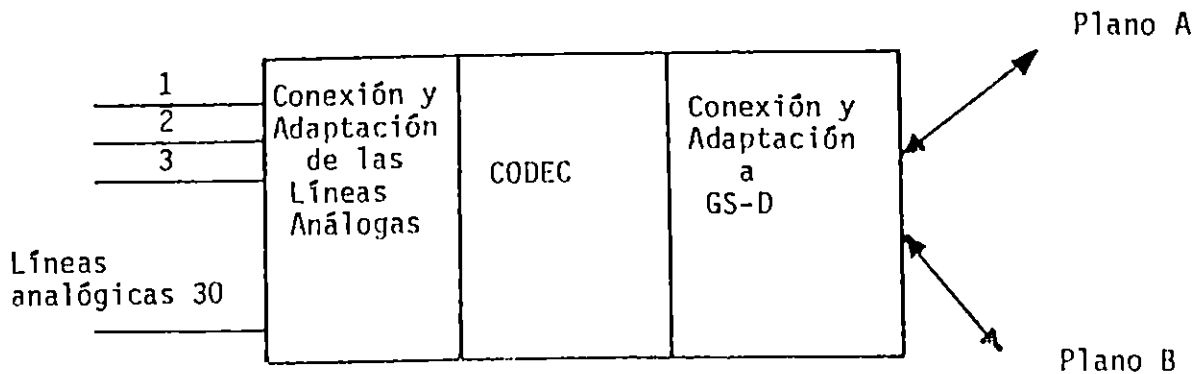 Plano A
1
2
3
Conexión y
Adaptación
de las
Líneas
Análogas
CODEC
Conexión y
Adaptación
a
GS-D
Líneas
analógicas 30
Plano B